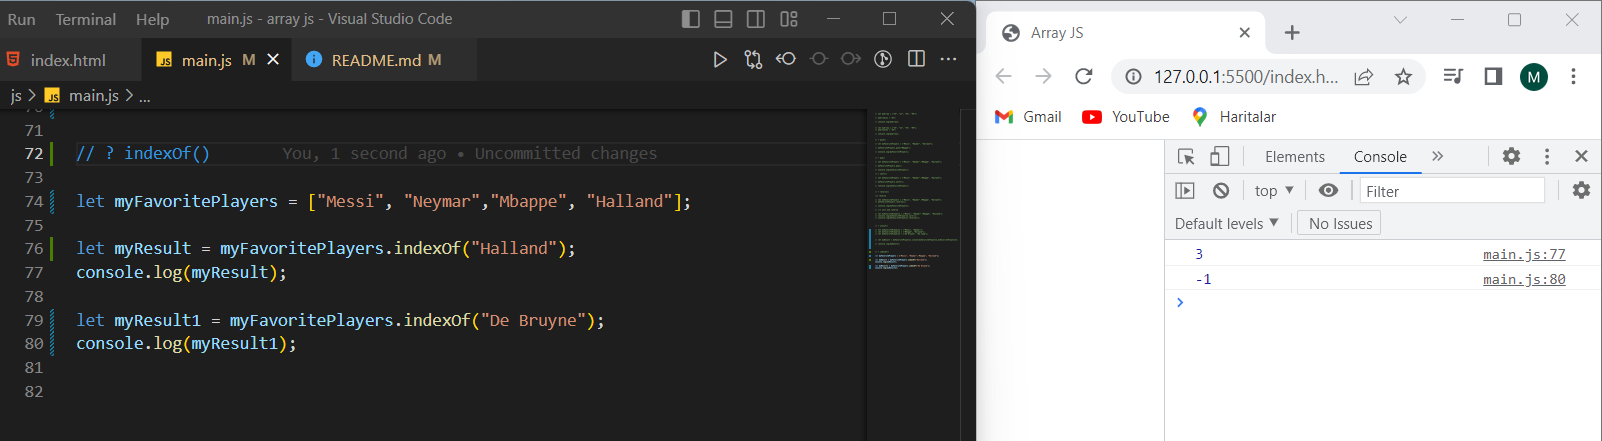 Run Terminal Help main.js - array js - Visual Studio Code
index.html
JS main.js M
README.md M
js > JS main.js > ...
71
72 // ? indexOf() You, 1 second ago • Uncommitted changes
73
74 let myFavoritePlayers = ["Messi", "Neymar","Mbappe", "Halland"];
75
76 let myResult = myFavoritePlayers.indexOf("Halland");
77 console.log(myResult);
78
79 let myResult1 = myFavoritePlayers.indexOf("De Bruyne");
80 console.log(myResult1);
81
82
Array JS
127.0.0.1:5500/index.h...
M
Gmail YouTube Haritalar
Elements Console
top Filter
Default levels No Issues
3 main.js:77
-1 main.js:80